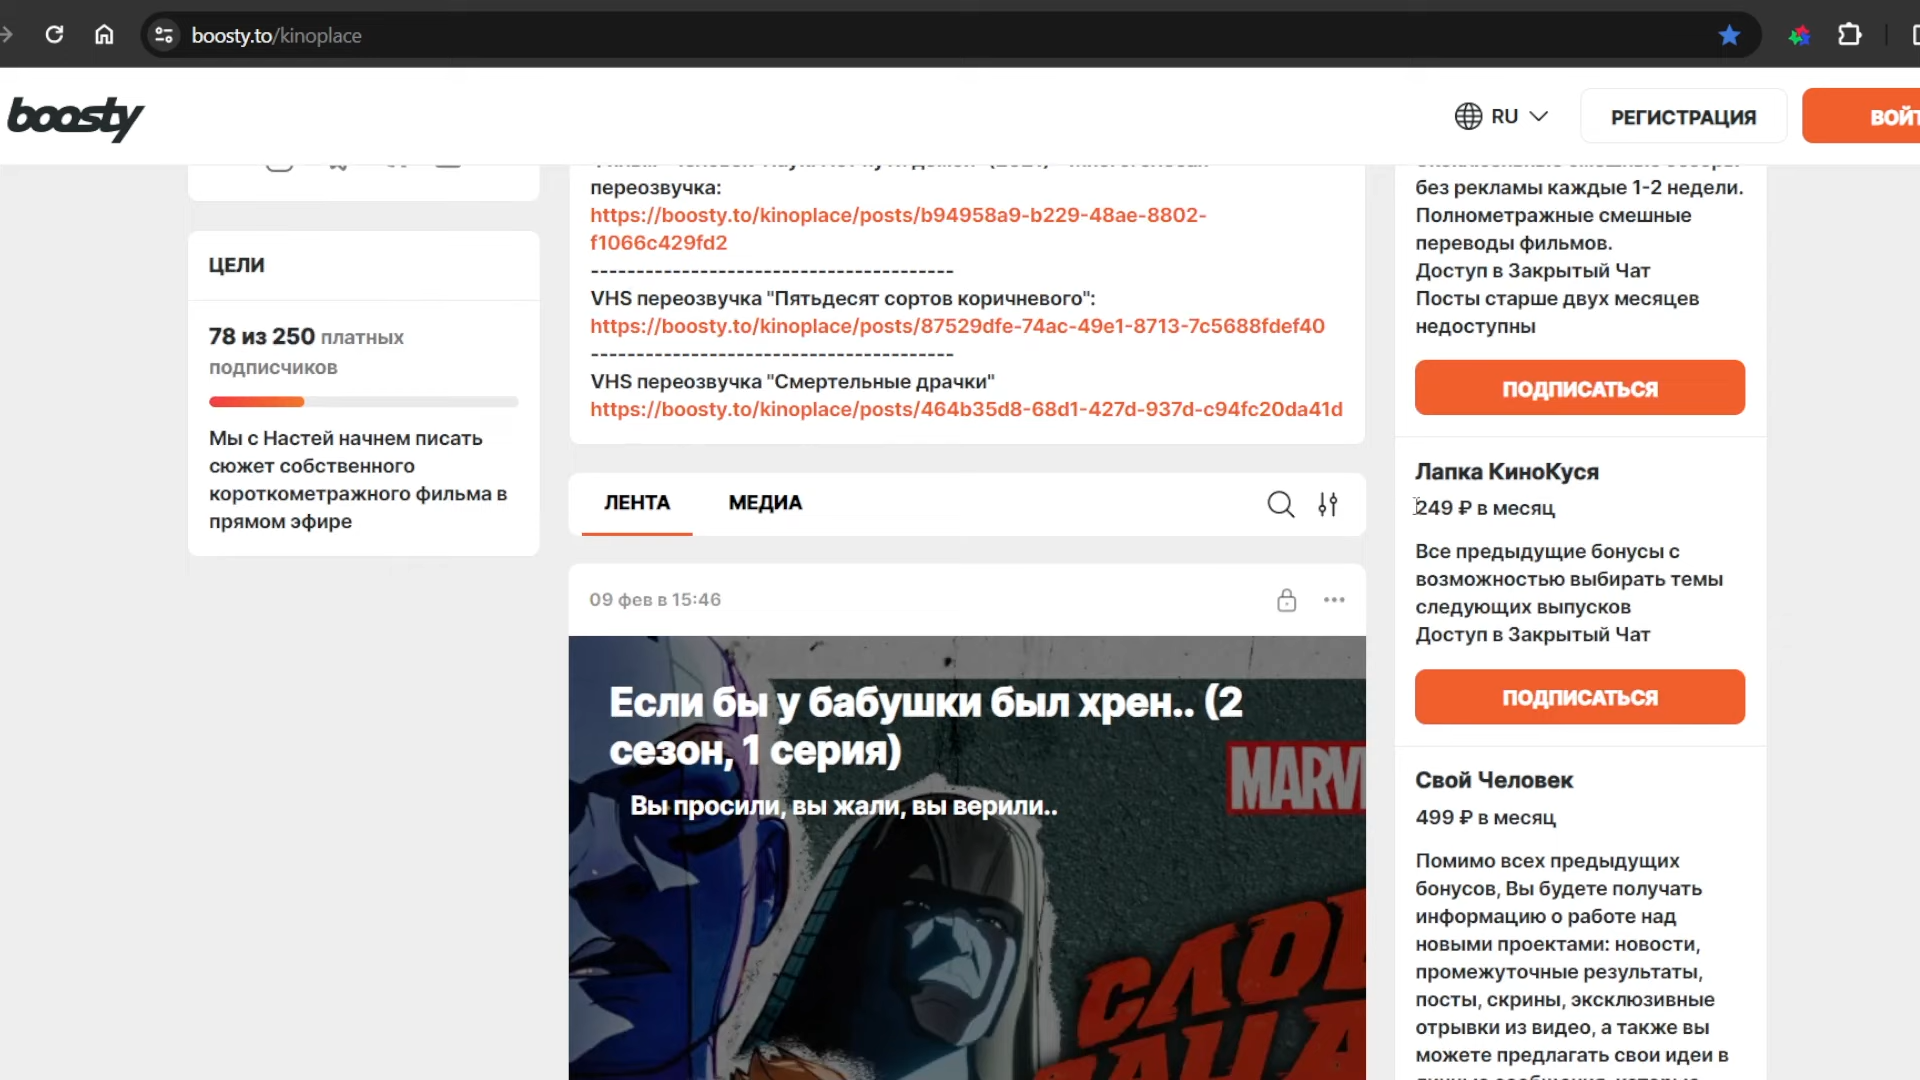 boosty.to/kinoplace
boosty
RU
РЕГИСТРАЦИЯ
ЦЕЛИ
78 из 250 платных
подписчиков
Мы с Настей начнем писать
сюжет собственного
короткометражного фильма в
прямом эфире
переозвучка:
https://boosty.to/kinoplace/posts/b94958a9-b229-48ae-8802-
f1066c429fd2
----------------------------------------
VHS переозвучка "Пятьдесят сортов коричневого":
https://boosty.to/kinoplace/posts/87529dfe-74ac-49e1-8713-7c5688fdef40
----------------------------------------
VHS переозвучка "Смертельные драчки"
https://boosty.to/kinoplace/posts/464b35d8-68d1-427d-937d-c94fc20da41d
ЛЕНТА
МЕДИА
09 фев в 15:46
Если бы у бабушки был хрен.. (2
сезон, 1 серия)
Вы просили, вы жали, вы верили..
MARV
без рекламы каждые 1-2 недели.
Полнометражные смешные
переводы фильмов.
Доступ в Закрытый Чат
Посты старше двух месяцев
недоступны
ПОДПИСАТЬСЯ
Лапка КиноКуся
249 ₽ в месяц
Все предыдущие бонусы с
возможностью выбирать темы
следующих выпусков
Доступ в Закрытый Чат
ПОДПИСАТЬСЯ
Свой Человек
499 ₽ в месяц
Помимо всех предыдущих
бонусов, Вы будете получать
информацию о работе над
новыми проектами: новости,
промежуточные результаты,
посты, скрины, эксклюзивные
отрывки из видео, а также вы
можете предлагать свои идеи в